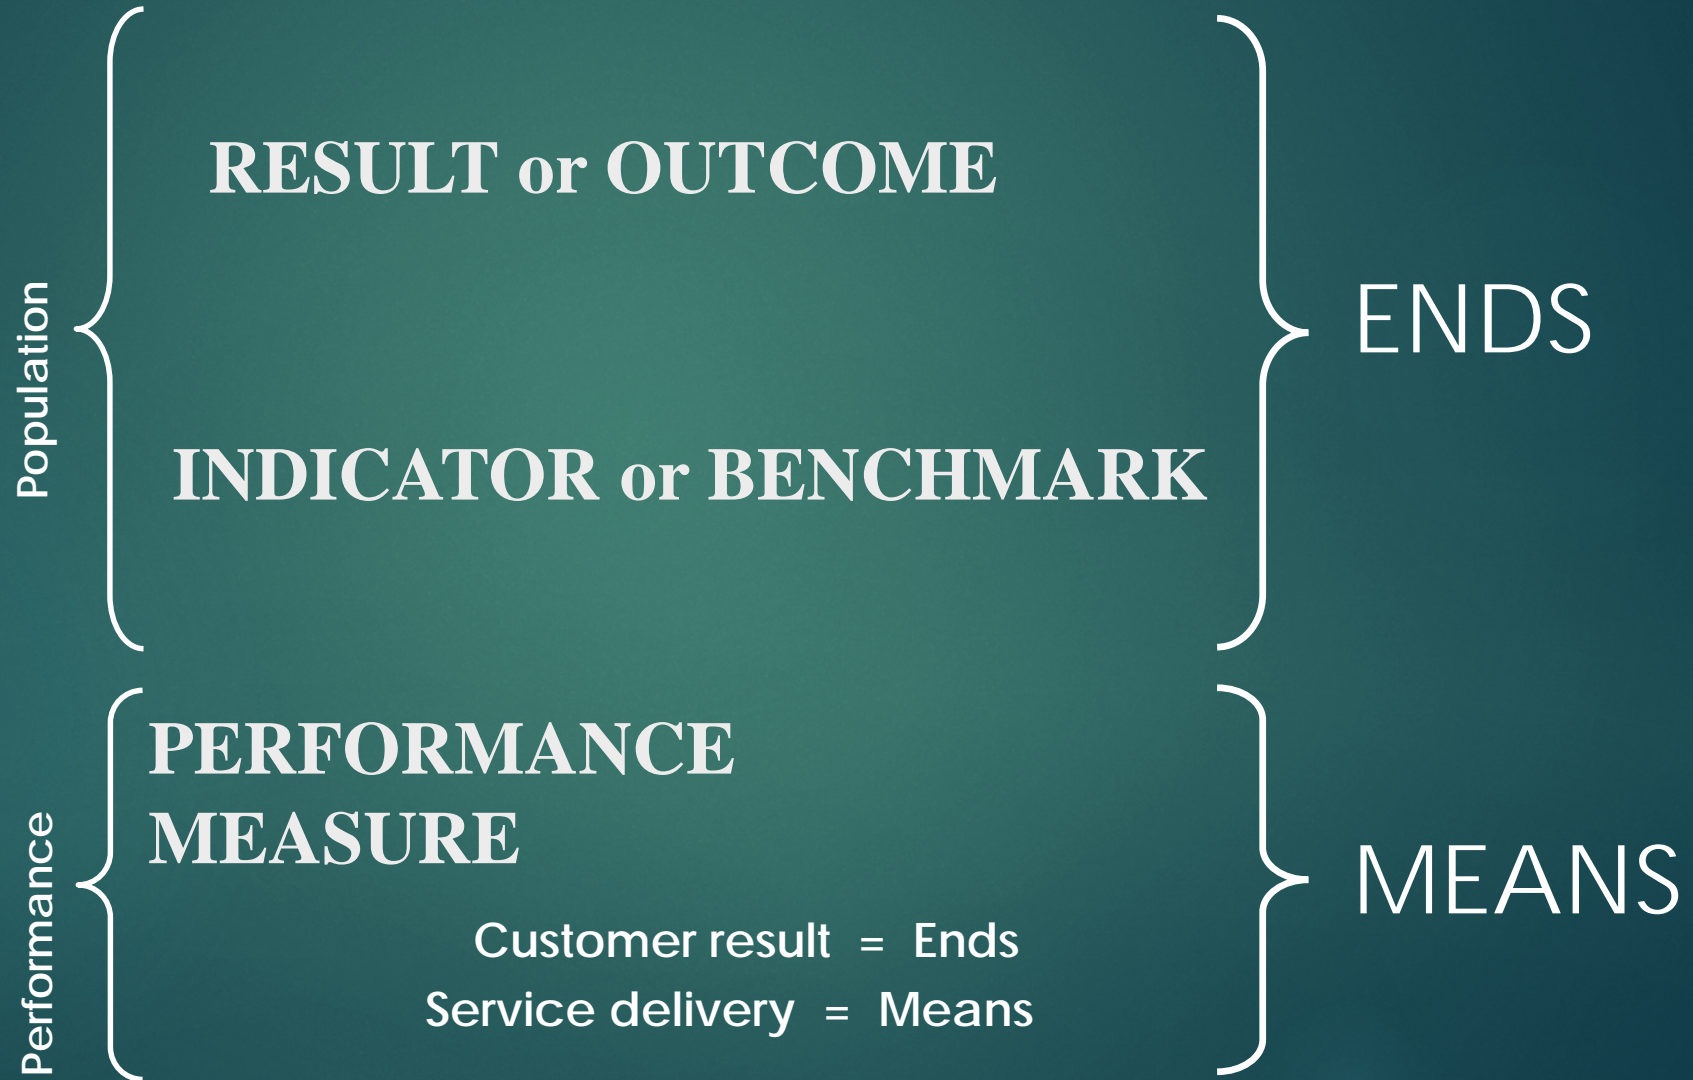 Population
RESULT or OUTCOME
INDICATOR or BENCHMARK
ENDS
Performance
PERFORMANCE
MEASURE
Customer result = Ends
Service delivery = Means
MEANS